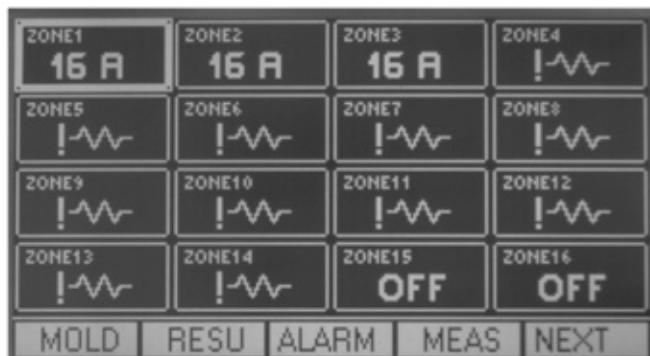 ZONE1 ZONE2 ZONE3 ZONE4
16 A 16 A 16 A
ZONE5 ZONE6 ZONE7 ZONE8
ZONE9 ZONE10 ZONE11 ZONE12
ZONE13 ZONE14 ZONE15 ZONE16
OFF OFF
MOLD RESU ALARM MEAS NEXT